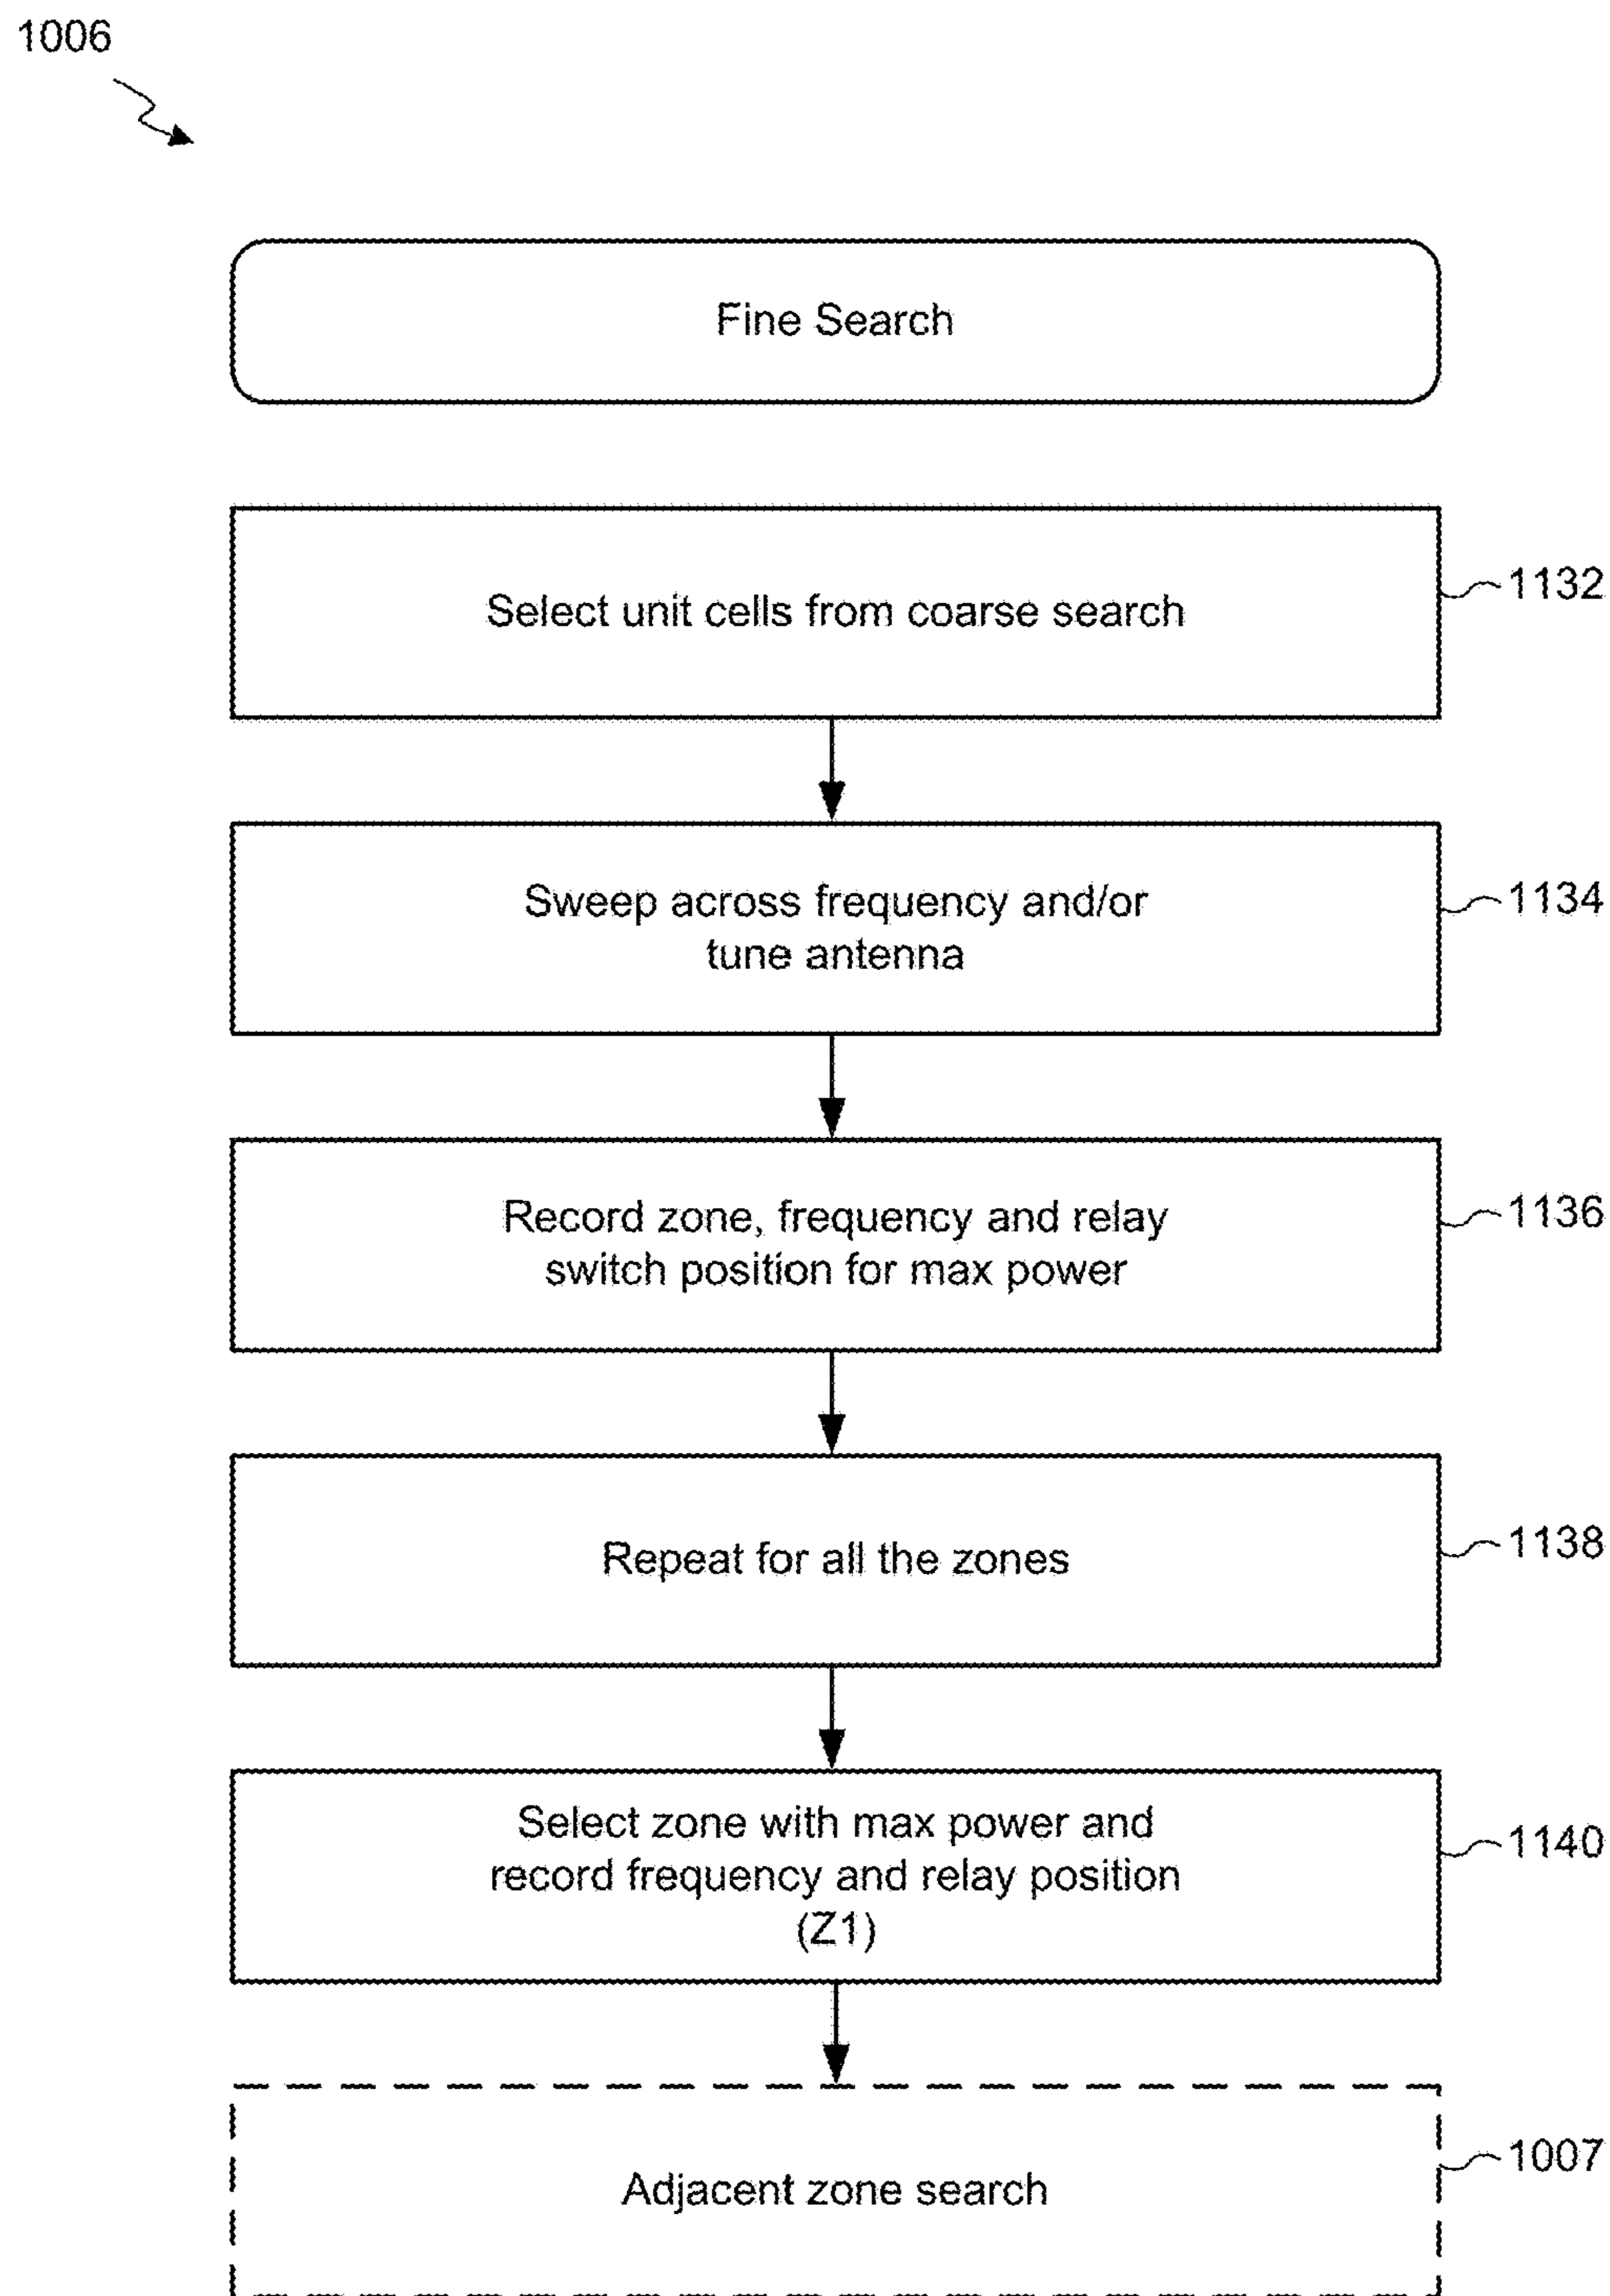 1006
Fine Search
Select unit cells from coarse search
1132
Sweep across frequency and/or
tune antenna
1134
Record zone, frequency and relay
switch position for max power
1136
Repeat for all the zones
1138
Select zone with max power and
record frequency and relay position
(Z1)
1140
Adjacent zone search
1007